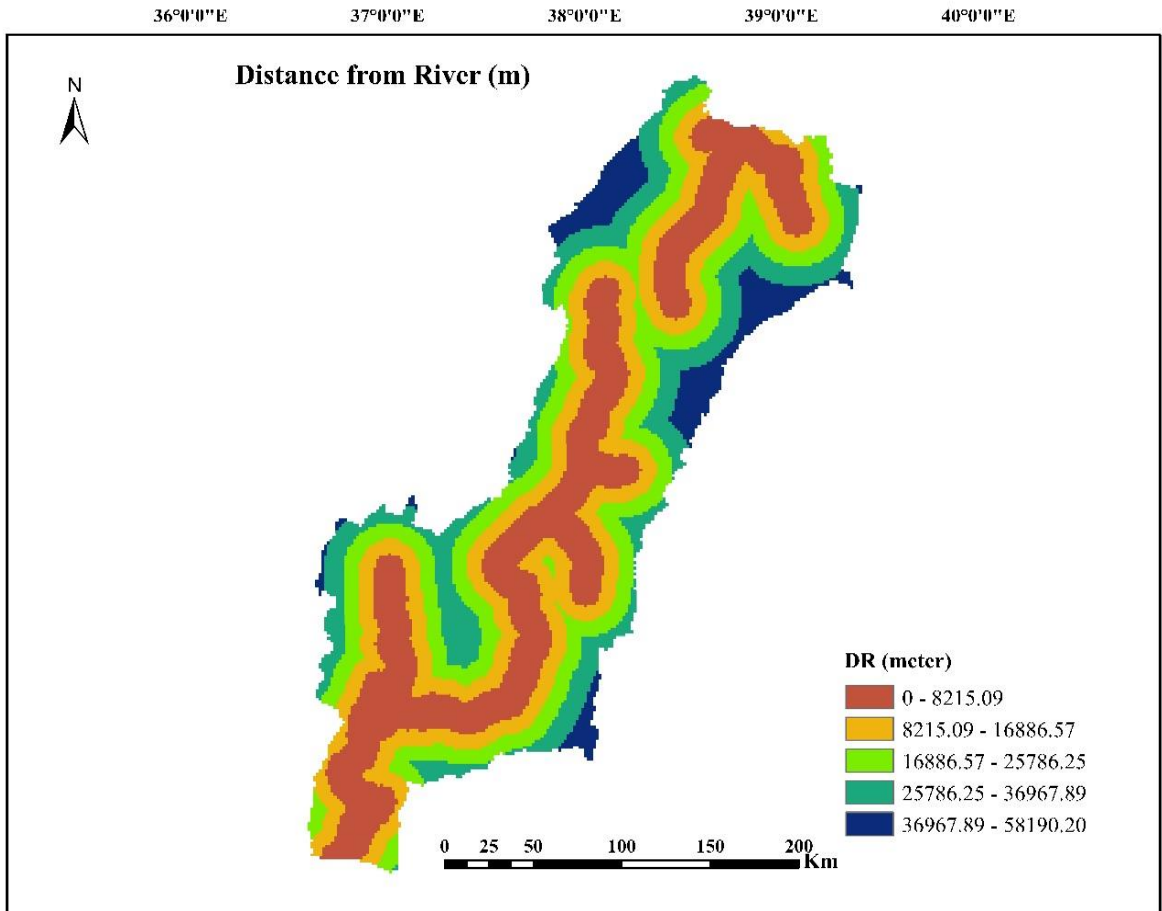 36°0'0"E 37°0'0"E 38°0'0"E 39°0'0"E 40°0'0"E
Distance from River (m)
N
DR (meter)
0 - 8215.09
8215.09 - 16886.57
16886.57 - 25786.25
25786.25 - 36967.89
36967.89 - 58190.20
0 25 50 100 150 200
Km